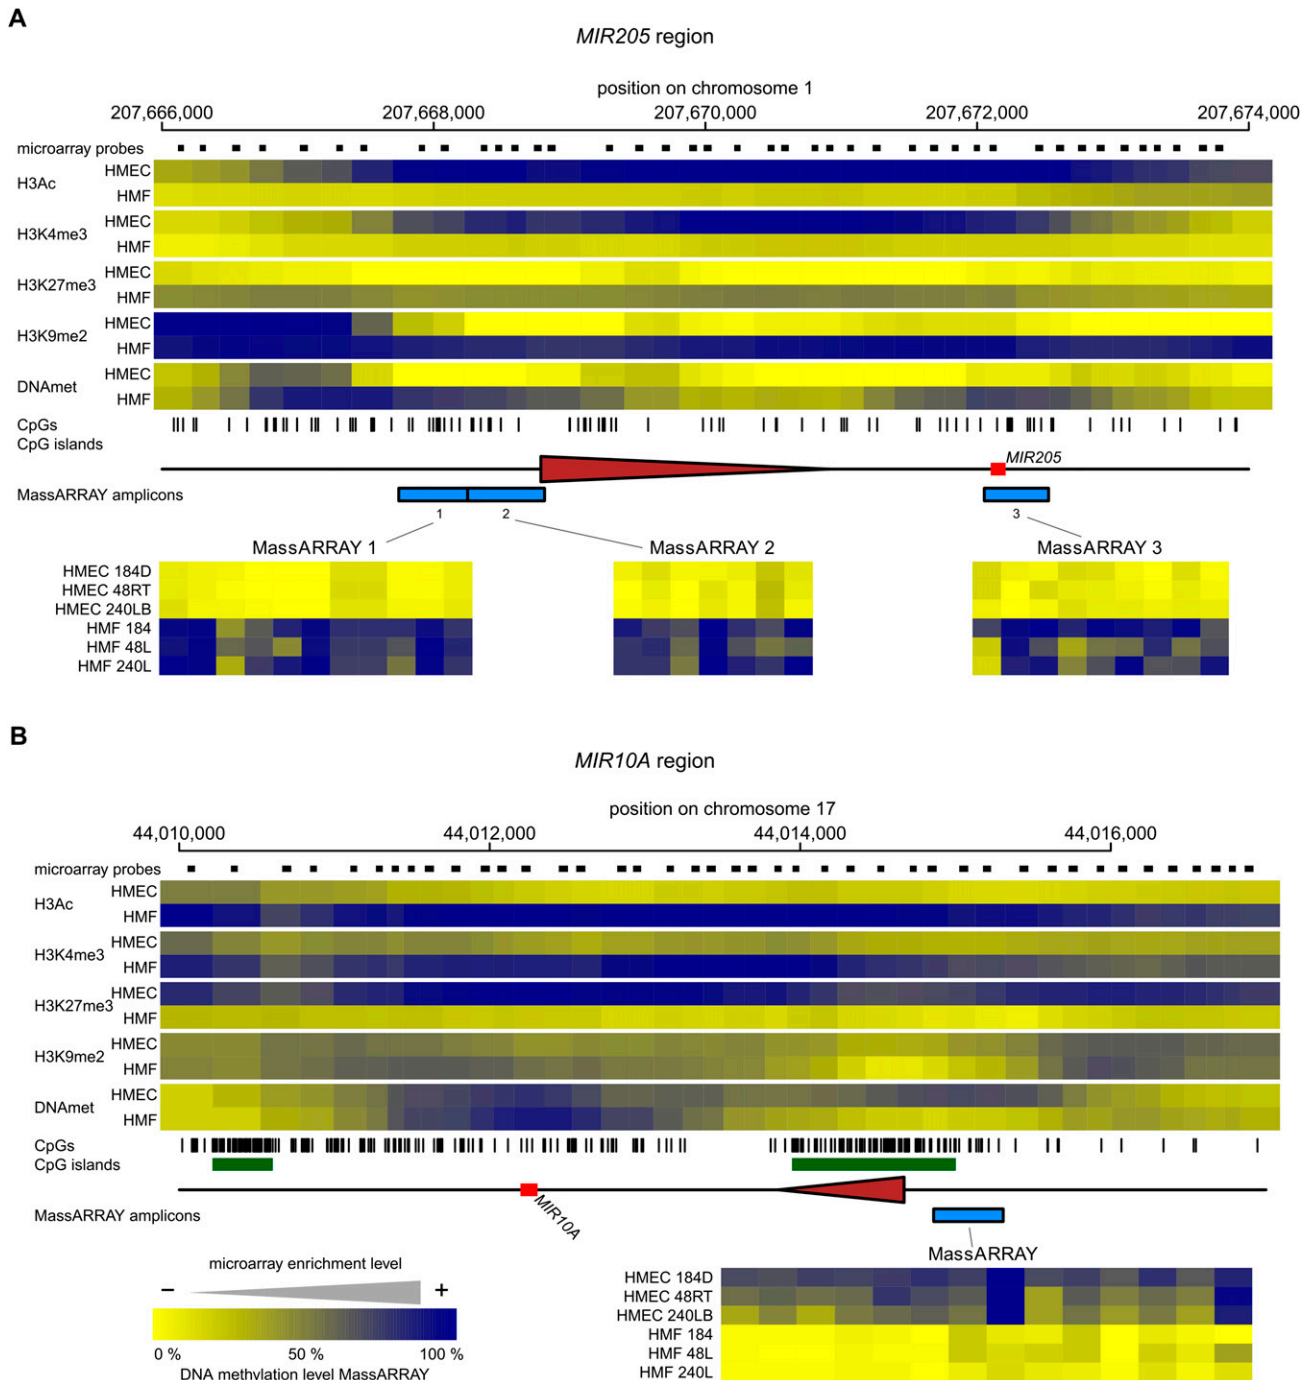 A
MIR205 region
position on chromosome 1
207,666,000 207,668,000 207,670,000 207,672,000 207,674,000
microarray probes
H3Ac HMEC
HMF
H3K4me3 HMEC
HMF
H3K27me3 HMEC
HMF
H3K9me2 HMEC
HMF
DNAmet HMEC
HMF
CpGs
CpG islands
MIR205
MassARRAY amplicons
1 2 3
MassARRAY 1 MassARRAY 2 MassARRAY 3
HMEC 184D
HMEC 48RT
HMEC 240LB
HMF 184
HMF 48L
HMF 240L
B
MIR10A region
position on chromosome 17
44,010,000 44,012,000 44,014,000 44,016,000
microarray probes
H3Ac HMEC
HMF
H3K4me3 HMEC
HMF
H3K27me3 HMEC
HMF
H3K9me2 HMEC
HMF
DNAmet HMEC
HMF
CpGs
CpG islands
MIR10A
MassARRAY amplicons
MassARRAY
microarray enrichment level
− +
0 % 50 % 100 %
DNA methylation level MassARRAY
HMEC 184D
HMEC 48RT
HMEC 240LB
HMF 184
HMF 48L
HMF 240L